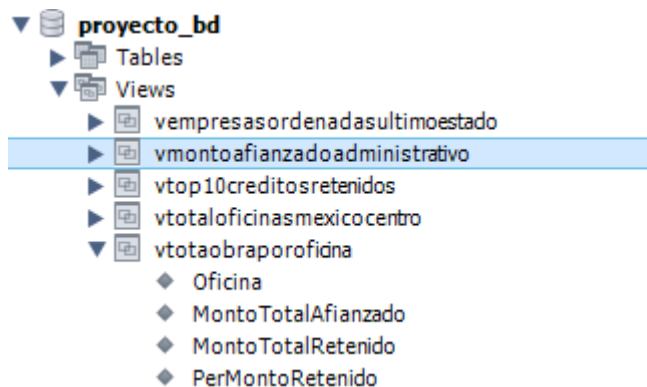 proyecto_bd
Tables
Views
vempresasordenadasultimoestado
vmontoafianzadoadministrativo
vtop10creditosretenidos
vtotaloficinasmexicocentro
vtotaobraporoficina
Oficina
MontoTotalAfianzado
MontoTotalRetenido
PerMontoRetenido